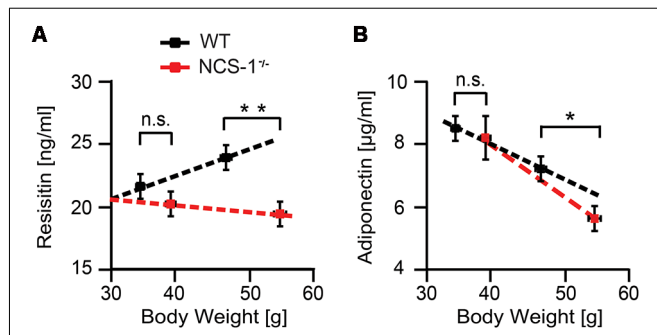 A
WT
NCS-1-/-
B
Resisitin [ng/ml]
30
25
20
15
n.s.
* *
30 40 50 60
Body Weight [g]
Adiponectin [µg/ml]
10
8
6
4
n.s.
*
30 40 50 60
Body Weight [g]